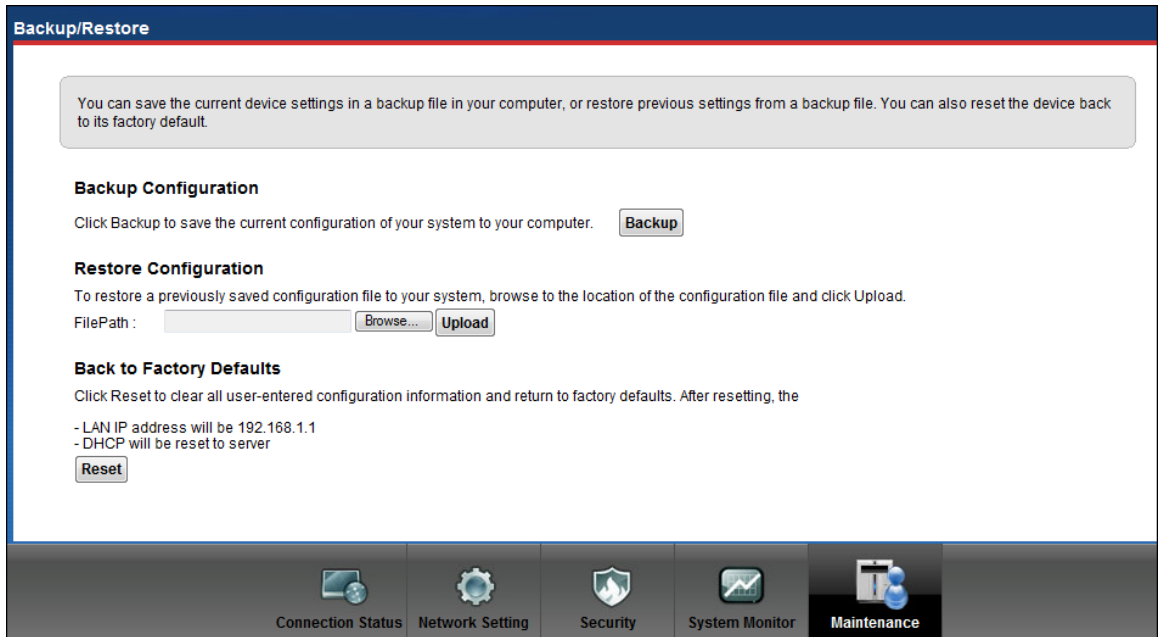 Backup/Restore
You can save the current device settings in a backup file in your computer, or restore previous settings from a backup file. You can also reset the device back
to its factory default.
Backup Configuration
Click Backup to save the current configuration of your system to your computer. Backup
Restore Configuration
To restore a previously saved configuration file to your system, browse to the location of the configuration file and click Upload.
FilePath : Browse... Upload
Back to Factory Defaults
Click Reset to clear all user-entered configuration information and return to factory defaults. After resetting, the
- LAN IP address will be 192.168.1.1
- DHCP will be reset to server
Reset
Connection Status Network Setting Security System Monitor Maintenance